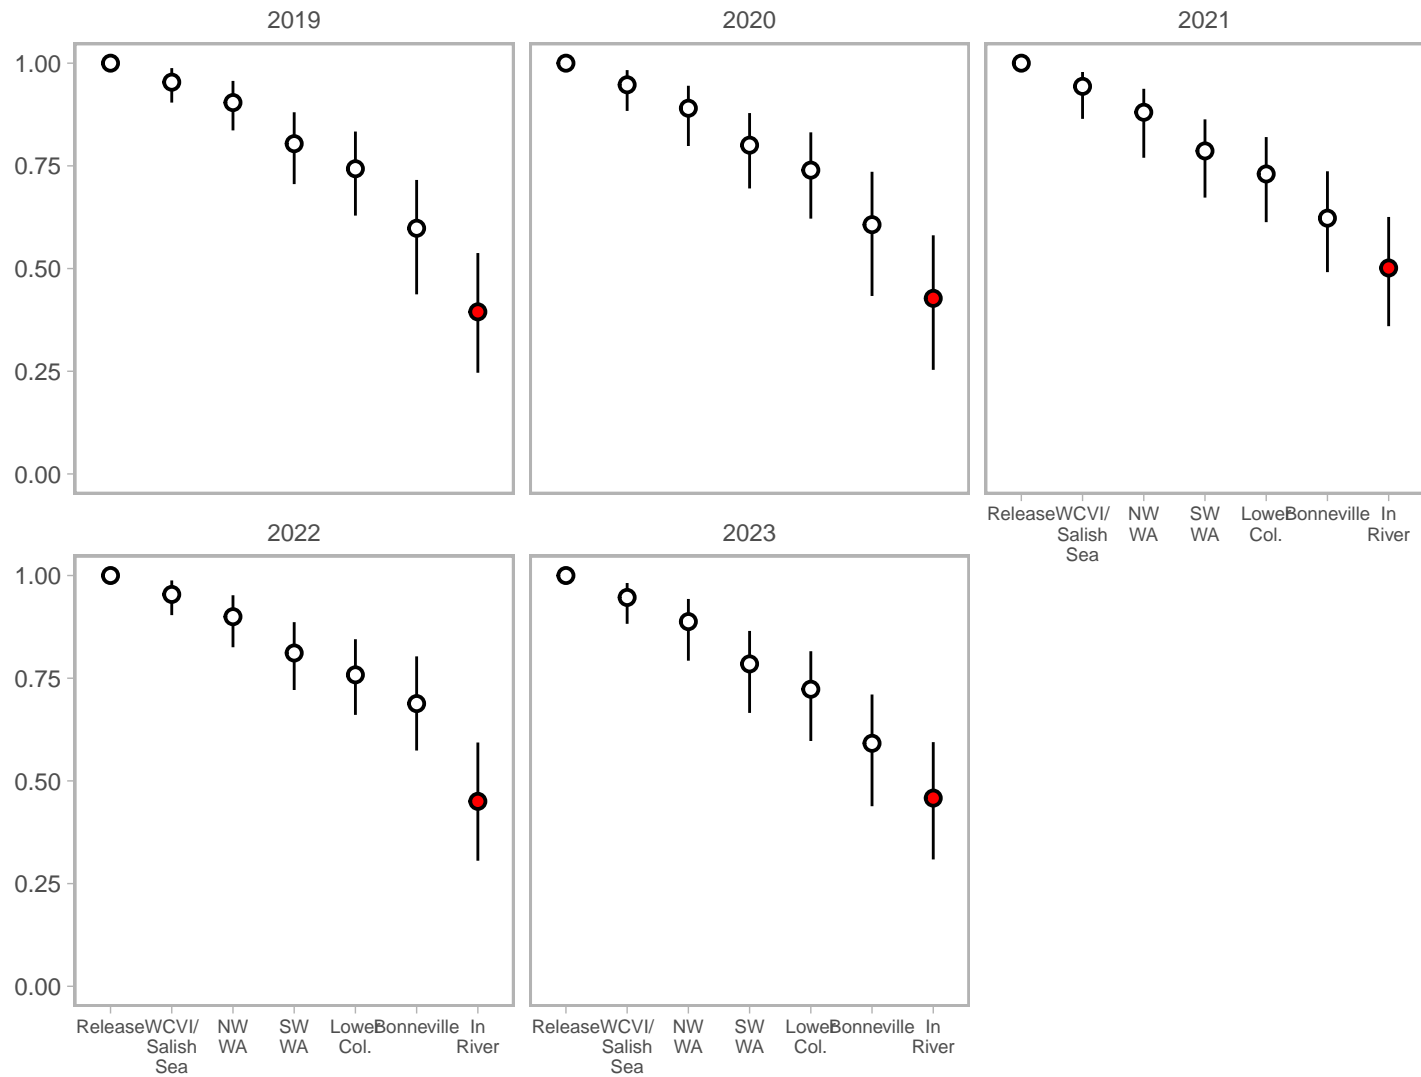 2019
2020
2021
1.00
0.75
0.50
0.25
0.00
Release WCVI/ NW SW Lower Bonneville In
Salish WA WA Col. River
Sea
2022
2023
1.00
0.75
0.50
0.25
0.00
Release WCVI/ NW SW Lower Bonneville In Release WCVI/ NW SW Lower Bonneville In
Salish WA WA Col. River Salish WA WA Col. River
Sea Sea